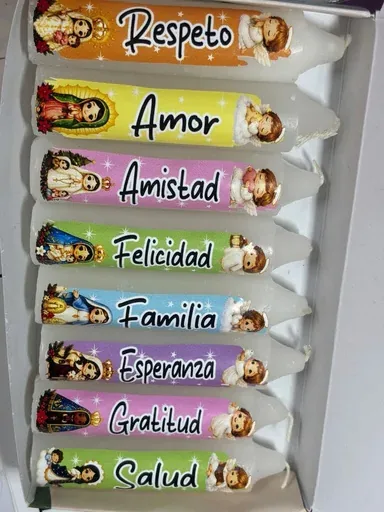 Respeto
Amor
Amistad
Felicidad
Familia
Esperanza
Gratitud
Salud